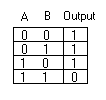 A B Output
0 0 1
0 1 1
1 0 1
1 1 0